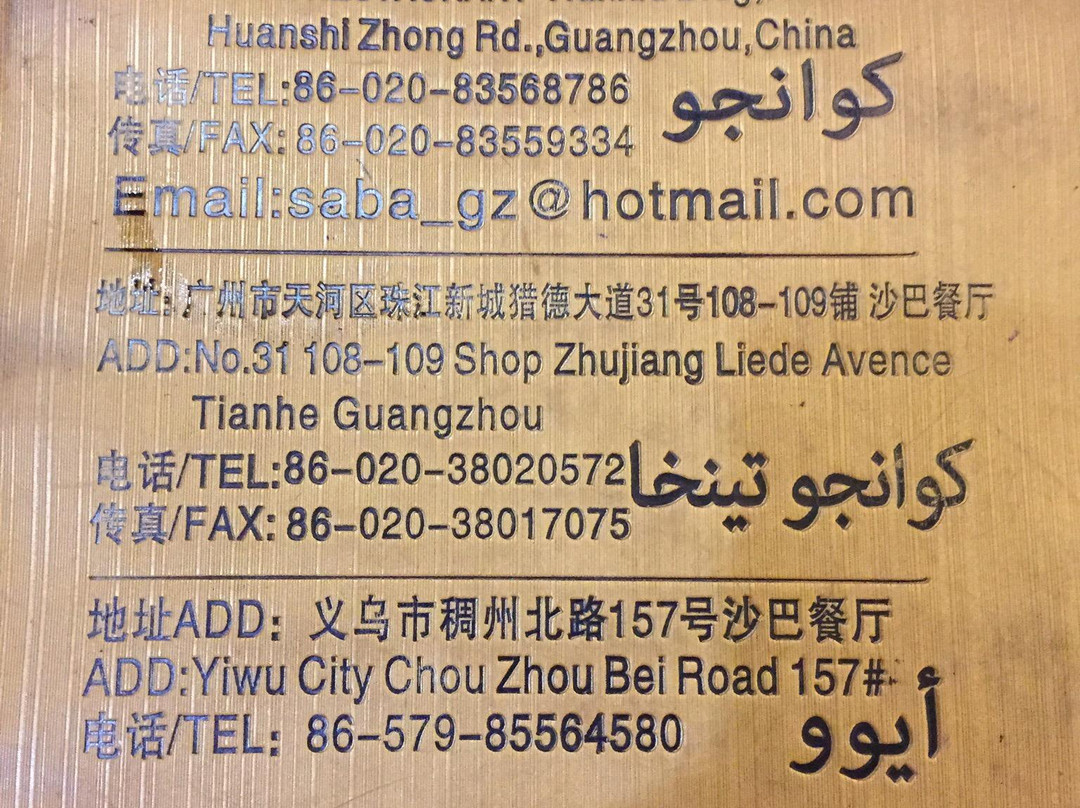 Huanshi Zhong Rd.,Guangzhou,China
电话/TEL:86-020-83568786
كوانجو
传真/FAX: 86-020-83559334
Email:saba_gz@hotmail.com
地址:广州市天河区珠江新城猎德大道31号108-109铺 沙巴餐厅
ADD:No.31 108-109 Shop Zhujiang Liede Avence
Tianhe Guangzhou
电话/TEL:86-020-38020572
كوانجو تينخا
传真/FAX: 86-020-38017075
地址ADD: 义乌市稠州北路157号沙巴餐厅
ADD:Yiwu City Chou Zhou Bei Road 157#
أيوو
电话/TEL: 86-579-85564580